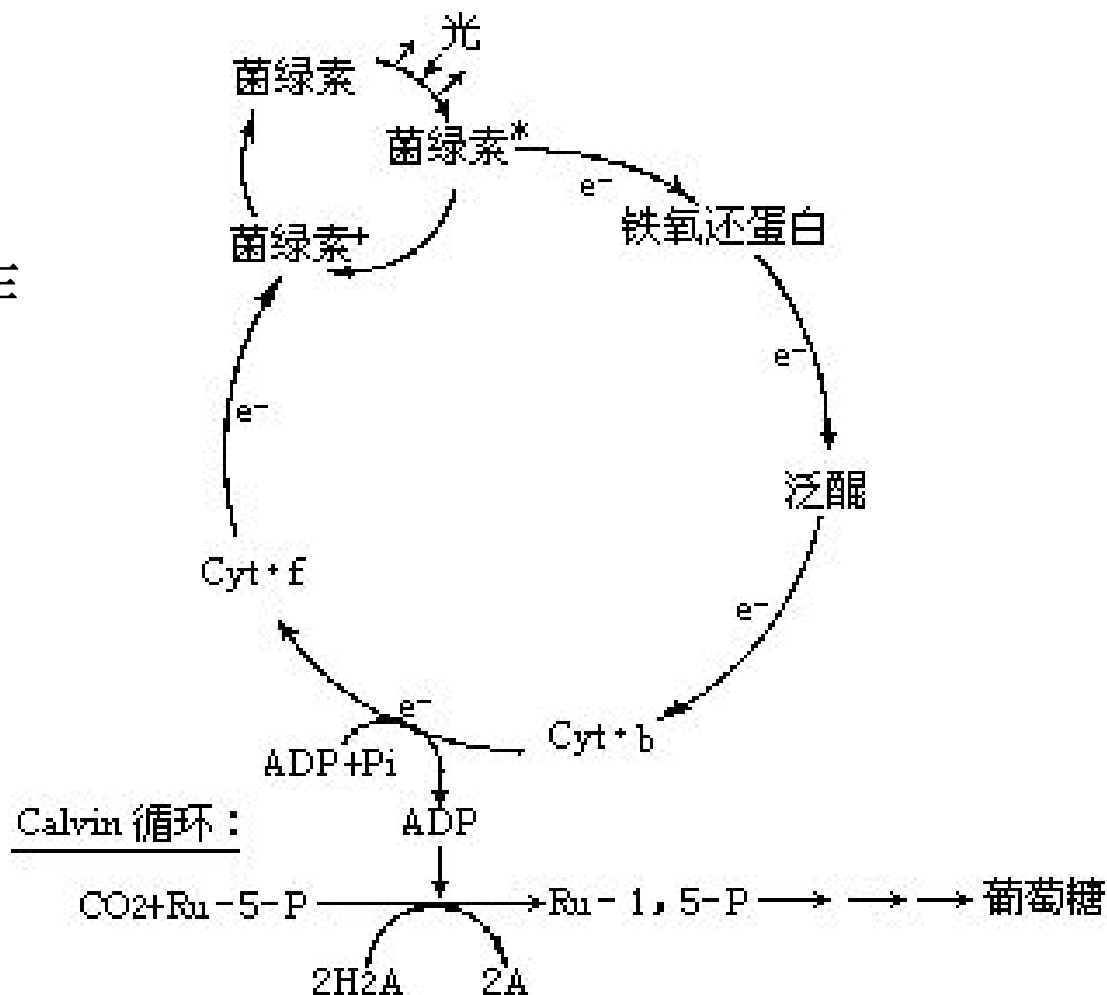 光
菌绿素
菌绿素*
e-
菌绿素+
铁氧还蛋白
e-
e-
泛醌
Cyt·f
e-
e-
Cyt·b
ADP+Pi
Calvin 循环:
ADP
CO2+Ru-5-P
Ru-1,5-P
葡萄糖
2H2A
2A